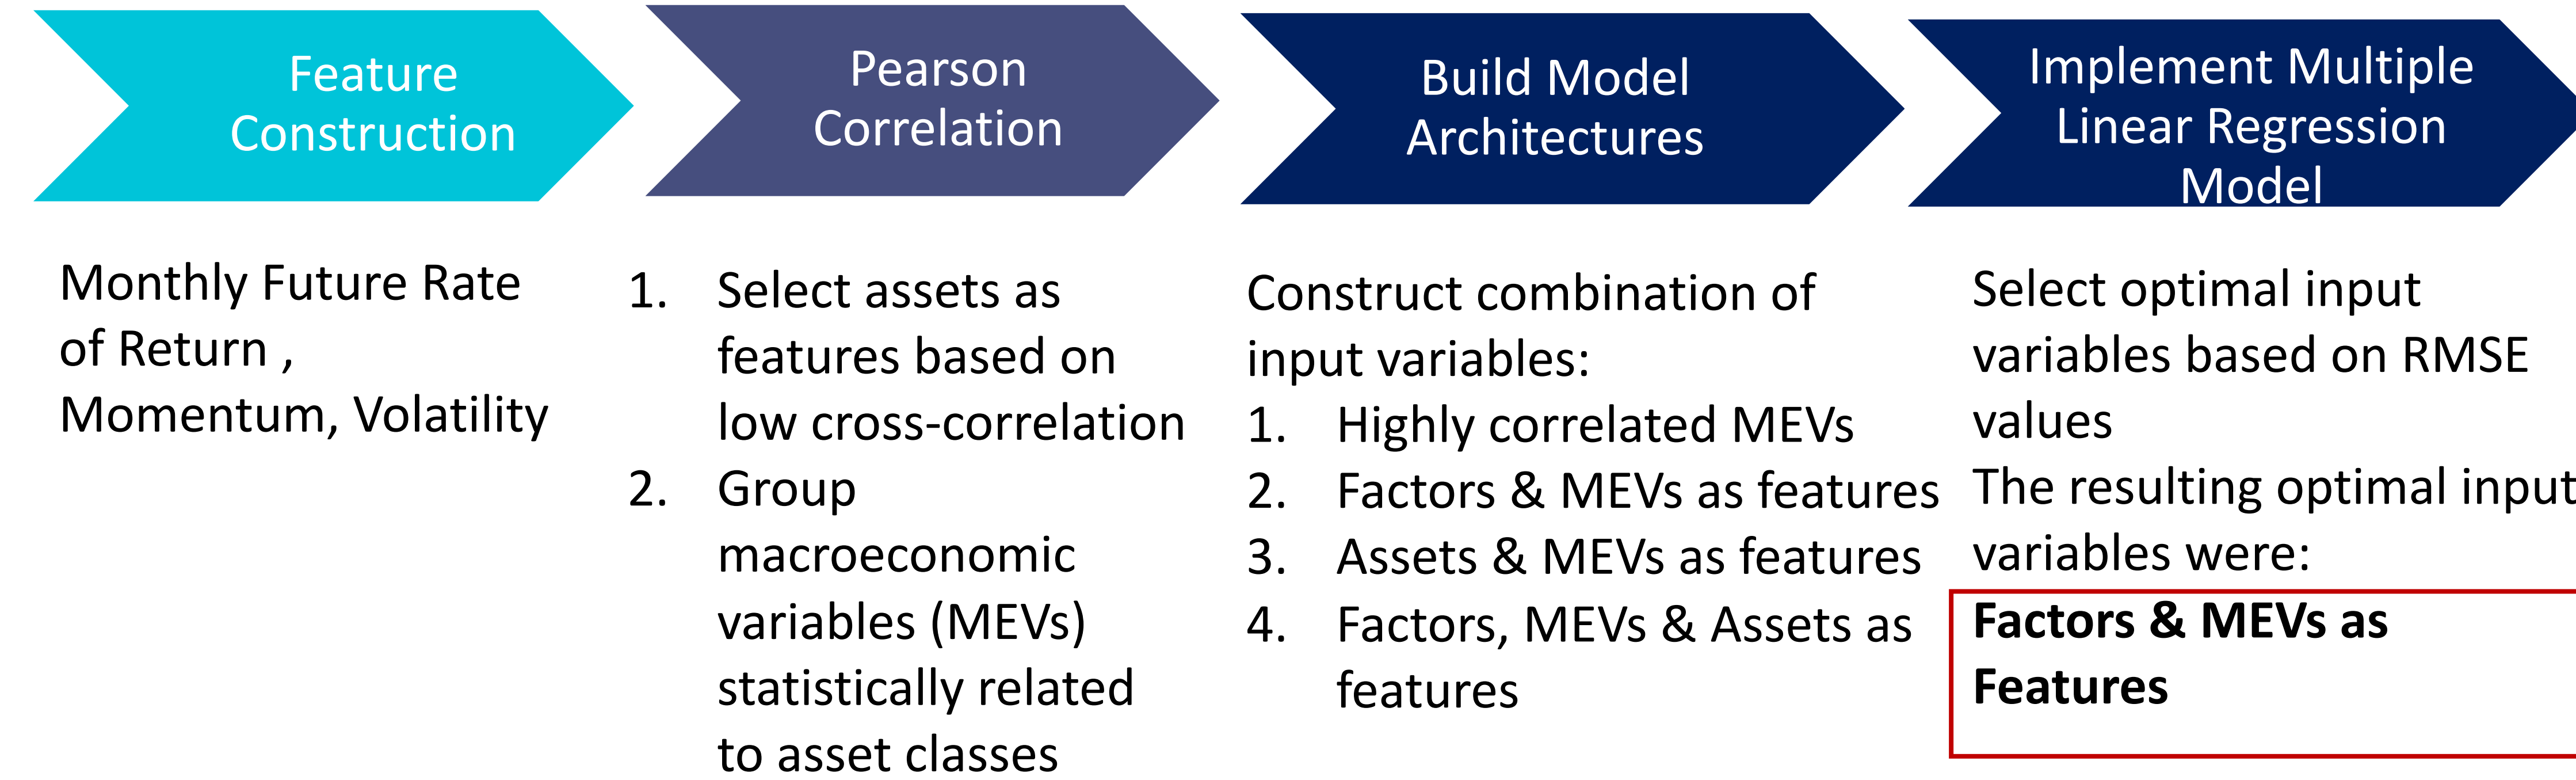 Feature
Construction
Pearson
Correlation
Build Model
Architectures
Implement Multiple
Linear Regression
Model
Monthly Future Rate
of Return ,
Momentum, Volatility
1. Select assets as
features based on
low cross-correlation
2. Group
macroeconomic
variables (MEVs)
statistically related
to asset classes
Construct combination of
input variables:
1. Highly correlated MEVs
2. Factors & MEVs as features
3. Assets & MEVs as features
4. Factors, MEVs & Assets as
features
Select optimal input
variables based on RMSE
values
The resulting optimal input
variables were:
Factors & MEVs as
Features